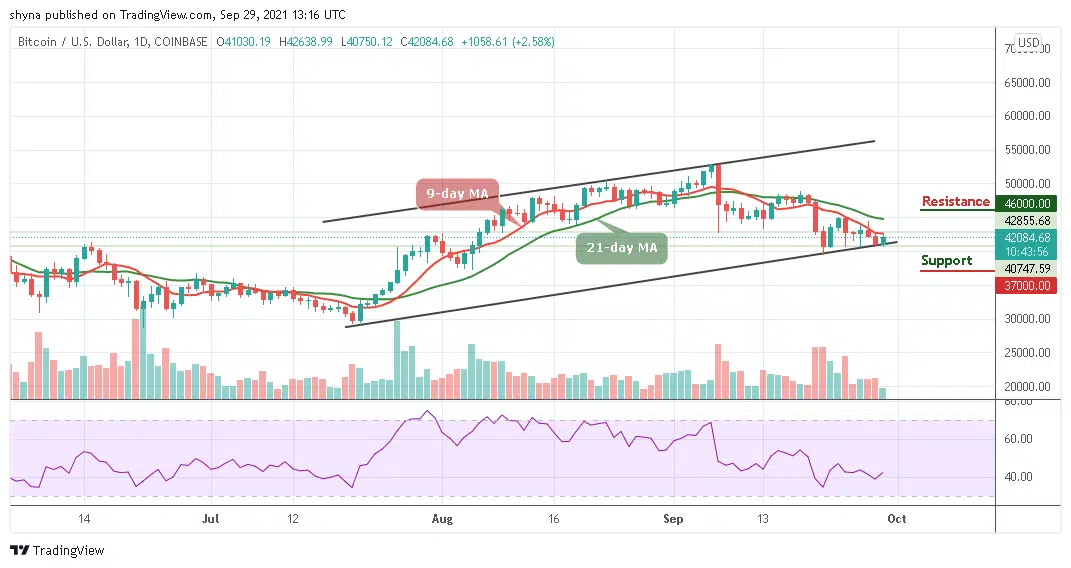 shyna published on TradingView.com, Sep 29, 2021 13:16 UTC
Bitcoin / U.S. Dollar, 1D, COINBASE O41030.19 H42638.99 L40750.12 C42084.68 +1058.61 (+2.58%)
USD
65000.00
60000.00
55000.00
50000.00
9-day MA
Resistance
46000.00
42855.68
21-day MA
42084.68
10:43:56
Support
40747.59
37000.00
30000.00
25000.00
20000.00
80.00
60.00
40.00
14 Jul 12 Aug 16 Sep 13 Oct
TradingView